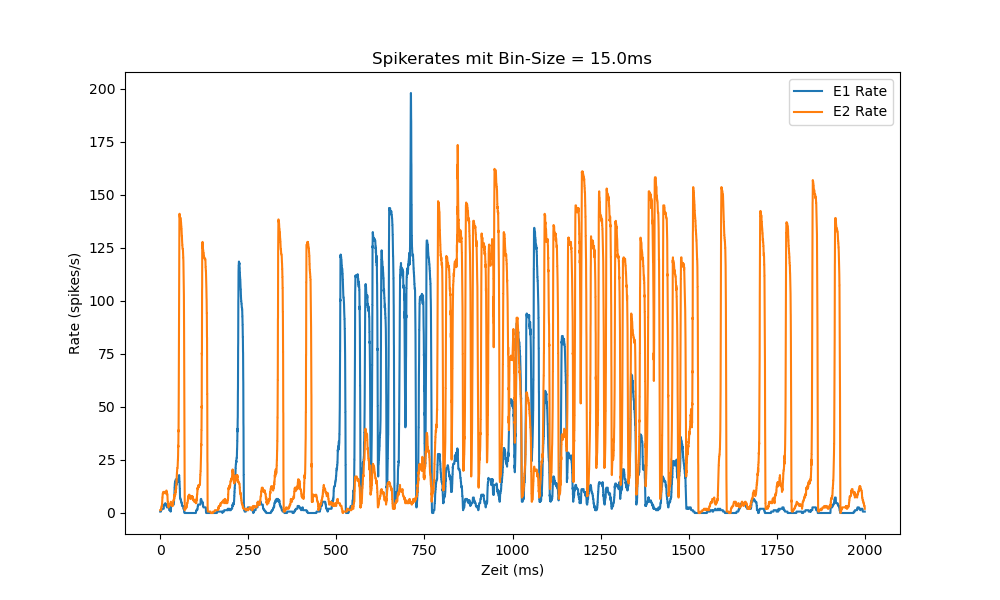 Spikerates mit Bin-Size = 15.0ms
E1 Rate
E2 Rate
200
175
150
125
100
75
50
25
0
Rate (spikes/s)
0 250 500 750 1000 1250 1500 1750 2000
Zeit (ms)